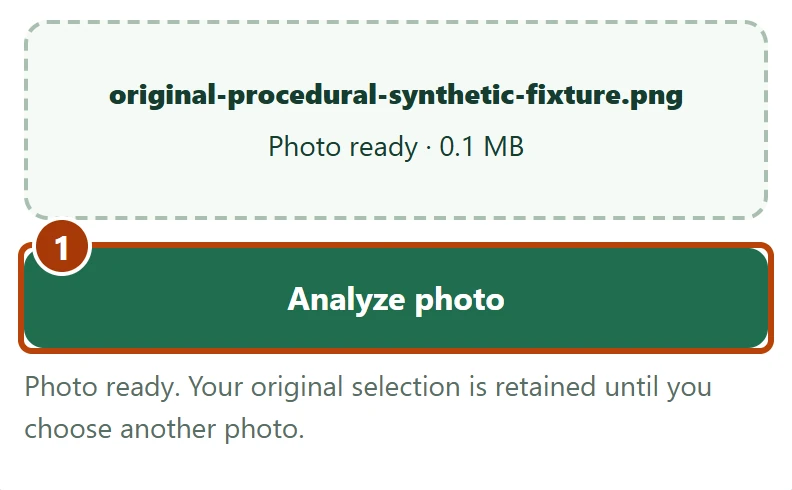 original-procedural-synthetic-fixture.png
Photo ready · 0.1 MB
1
Analyze photo
Photo ready. Your original selection is retained until you
choose another photo.